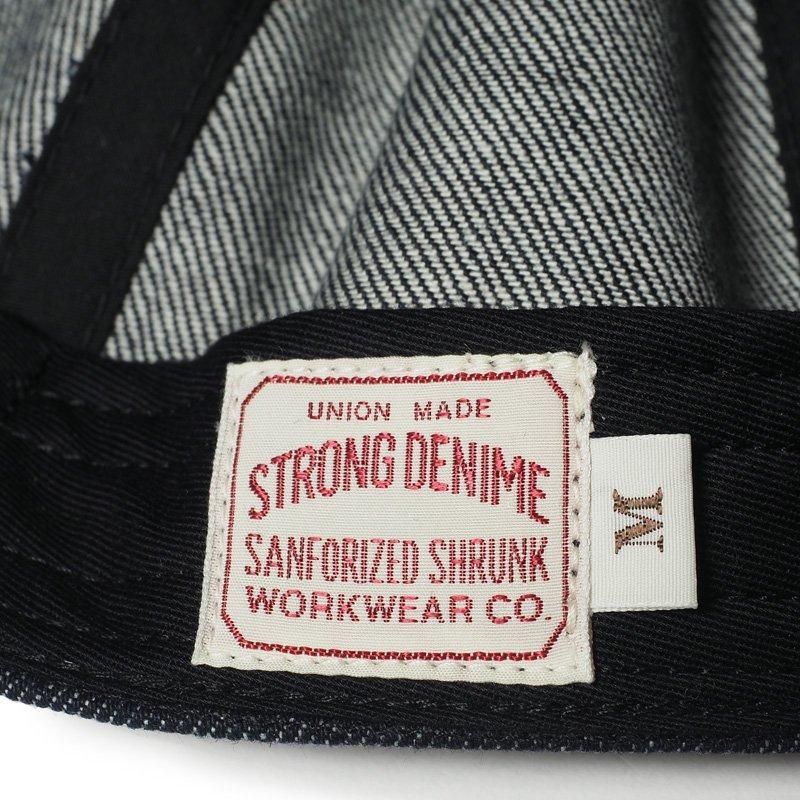 UNION MADE
STRONG DENIME
SANFORIZED SHRUNK
WORKWEAR CO.
M